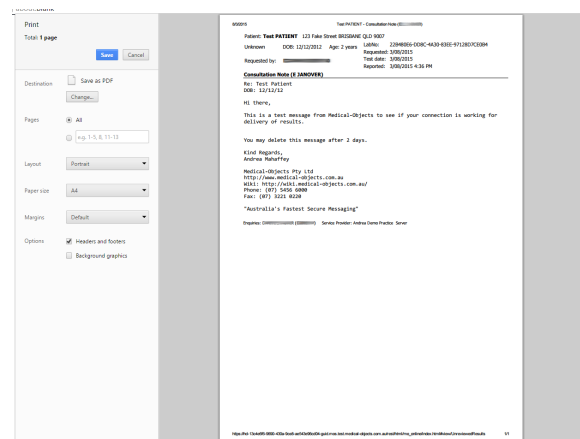 Print
Total: 1 page
Save Cancel
Destination Save as PDF
Change...
Pages All
e.g. 1-5, 8, 11-13
Layout Portrait
Paper size A4
Margins Default
Options Headers and footers
Background graphics
Test PATIENT - Consultation Note
Patient: Test PATIENT 123 Fake Street BRISBANE QLD 9007
Unknown DOB: 12/12/2012 Age: 2 years
LabNo:
Requested: 3/08/2015
Test date: 3/08/2015
Reported: 3/08/2015 4:36 PM
Requested by:
Consultation Note (E JANOVER)
Re: Test Patient
DOB: 12/12/12
Hi there,
This is a test message from Medical-Objects to see if your connection is working for
delivery of results.
You may delete this message after 2 days.
Kind Regards,
Andrea Mahaffey
Medical-Objects Pty Ltd
http://www.medical-objects.com.au
Wiki: http://wiki.medical-objects.com.au/
Phone: (07) 5456 6000
Fax: (07) 3221 0220
"Australia's Fastest Secure Messaging"
Enquiries: Service Provider: Andrea Demo Practice Server
1/1